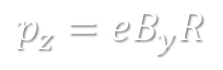 p_z = eB_yR